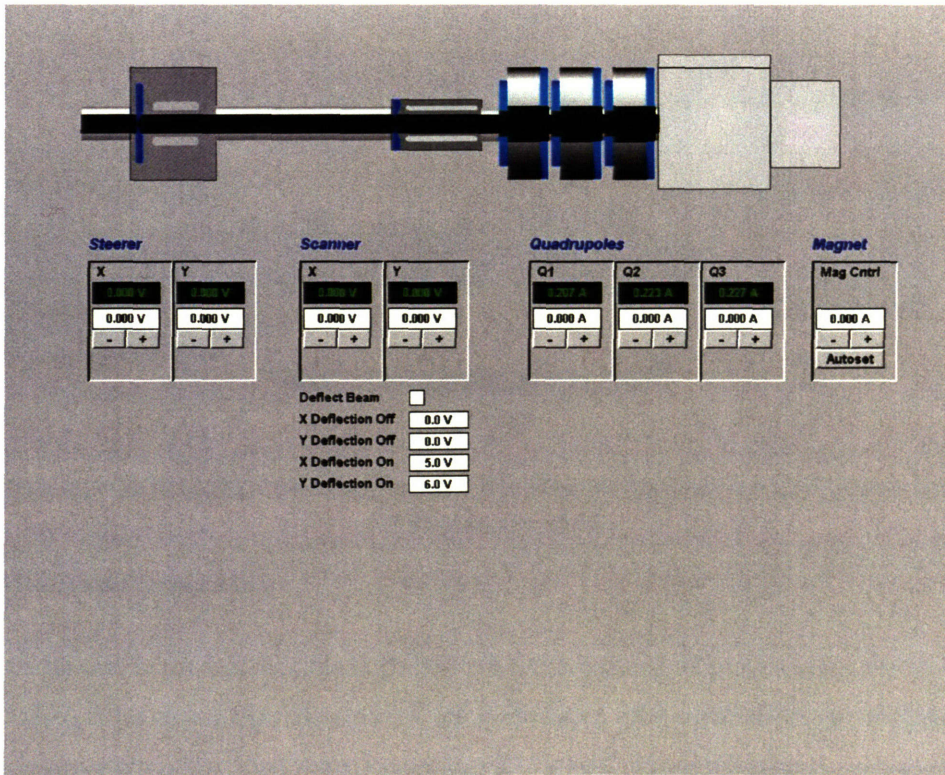 Steerer Scanner Quadrupoles Magnet
X Y X Y Q1 Q2 Q3 Mag Cntrl
0.207 A 0.223 A 0.227 A
0.000 V 0.000 V 0.000 V 0.000 V 0.000 A 0.000 A 0.000 A 0.000 A
- + - + - + - + - + - + - + - +
Autoset
Deflect Beam
X Deflection Off 0.0 V
Y Deflection Off 0.0 V
X Deflection On 5.0 V
Y Deflection On 6.0 V